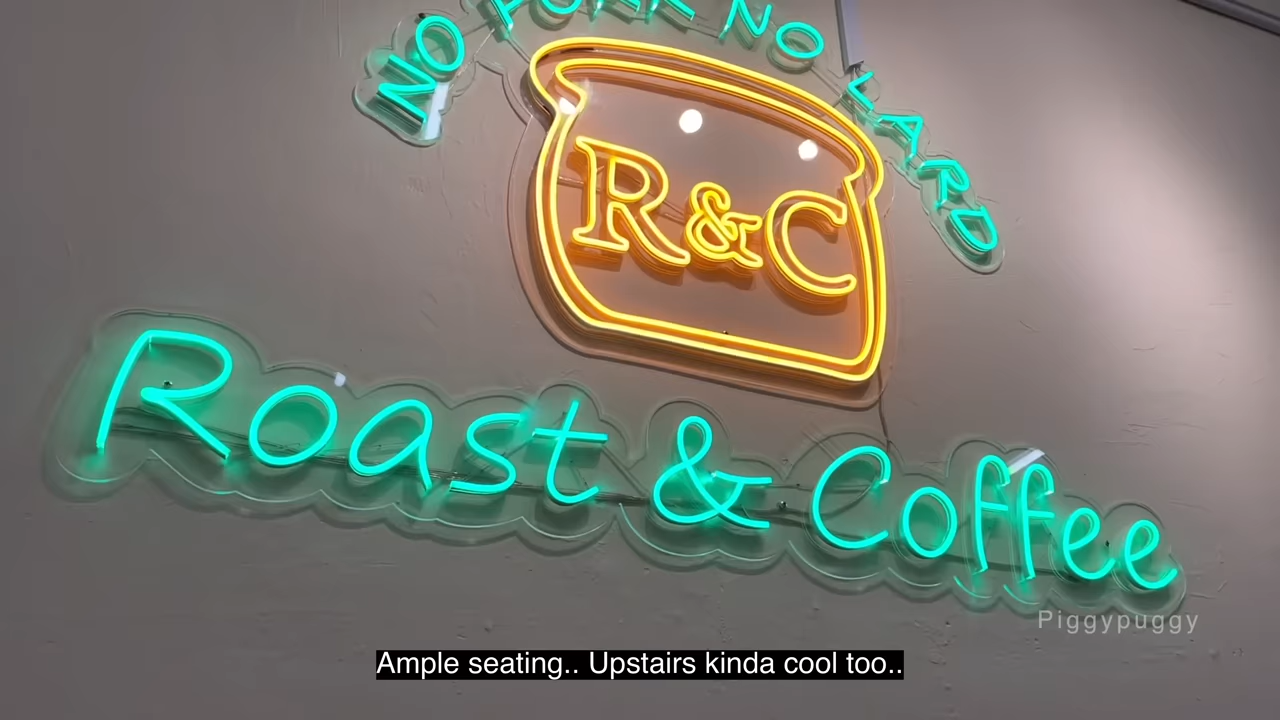 NO PORK NO LARD
R&C
Roast & Coffee
Piggypuggy
Ample seating.. Upstairs kinda cool too..